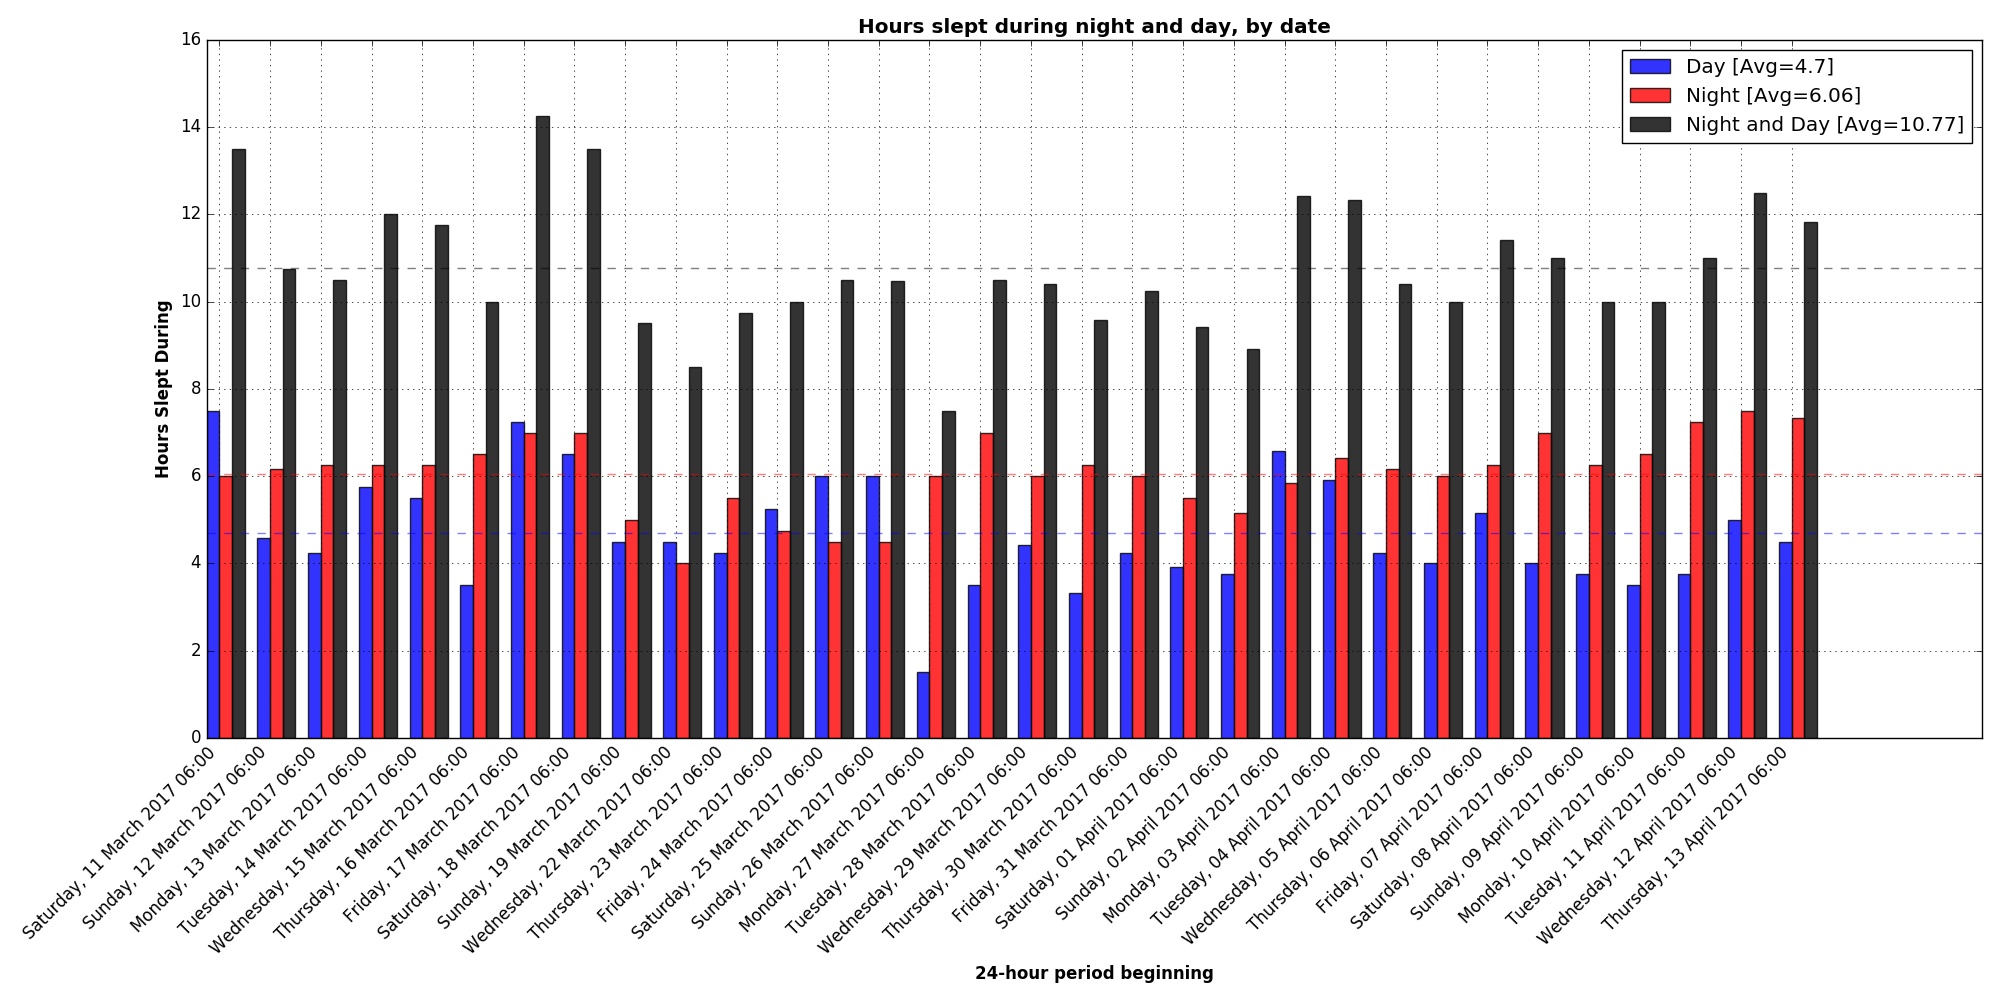 Hours slept during night and day, by date
16
14
12
10
8
6
4
2
0
Hours Slept During
Day [Avg=4.7]
Night [Avg=6.06]
Night and Day [Avg=10.77]
Saturday, 11 March 2017 06:00
Sunday, 12 March 2017 06:00
Monday, 13 March 2017 06:00
Tuesday, 14 March 2017 06:00
Wednesday, 15 March 2017 06:00
Thursday, 16 March 2017 06:00
Friday, 17 March 2017 06:00
Saturday, 18 March 2017 06:00
Sunday, 19 March 2017 06:00
Wednesday, 22 March 2017 06:00
Thursday, 23 March 2017 06:00
Friday, 24 March 2017 06:00
Saturday, 25 March 2017 06:00
Sunday, 26 March 2017 06:00
Monday, 27 March 2017 06:00
Tuesday, 28 March 2017 06:00
Wednesday, 29 March 2017 06:00
Thursday, 30 March 2017 06:00
Friday, 31 March 2017 06:00
Saturday, 01 April 2017 06:00
Sunday, 02 April 2017 06:00
Monday, 03 April 2017 06:00
Tuesday, 04 April 2017 06:00
Wednesday, 05 April 2017 06:00
Thursday, 06 April 2017 06:00
Friday, 07 April 2017 06:00
Saturday, 08 April 2017 06:00
Sunday, 09 April 2017 06:00
Monday, 10 April 2017 06:00
Tuesday, 11 April 2017 06:00
Wednesday, 12 April 2017 06:00
Thursday, 13 April 2017 06:00
24-hour period beginning